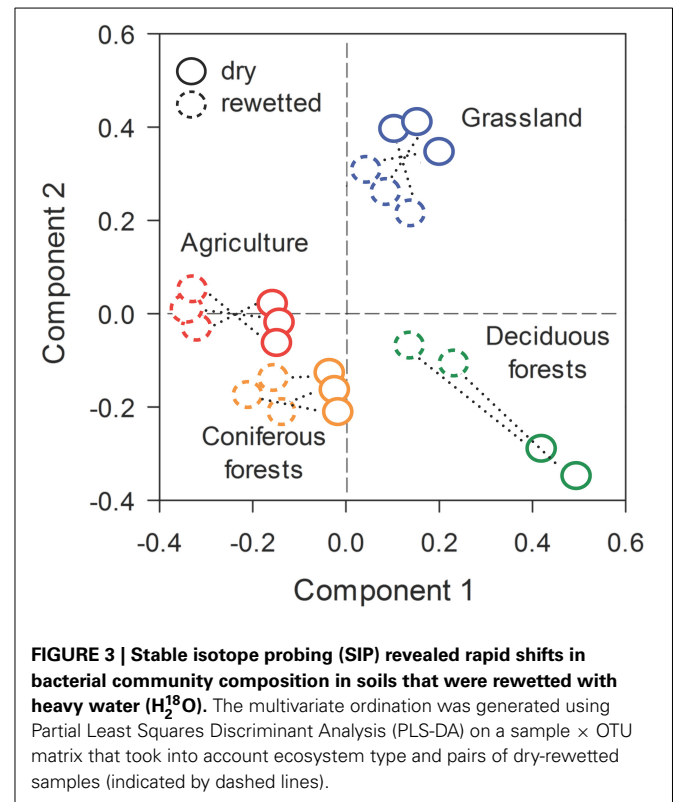 0.6
dry
rewetted
Grassland
0.4
0.2
Agriculture
0.0
Deciduous
forests
-0.2
Coniferous
forests
-0.4
-0.4 -0.2 0.0 0.2 0.4 0.6
Component 2
Component 1
FIGURE 3 | Stable isotope probing (SIP) revealed rapid shifts in
bacterial community composition in soils that were rewetted with
heavy water (H₂¹⁸O). The multivariate ordination was generated using
Partial Least Squares Discriminant Analysis (PLS-DA) on a sample × OTU
matrix that took into account ecosystem type and pairs of dry-rewetted
samples (indicated by dashed lines).